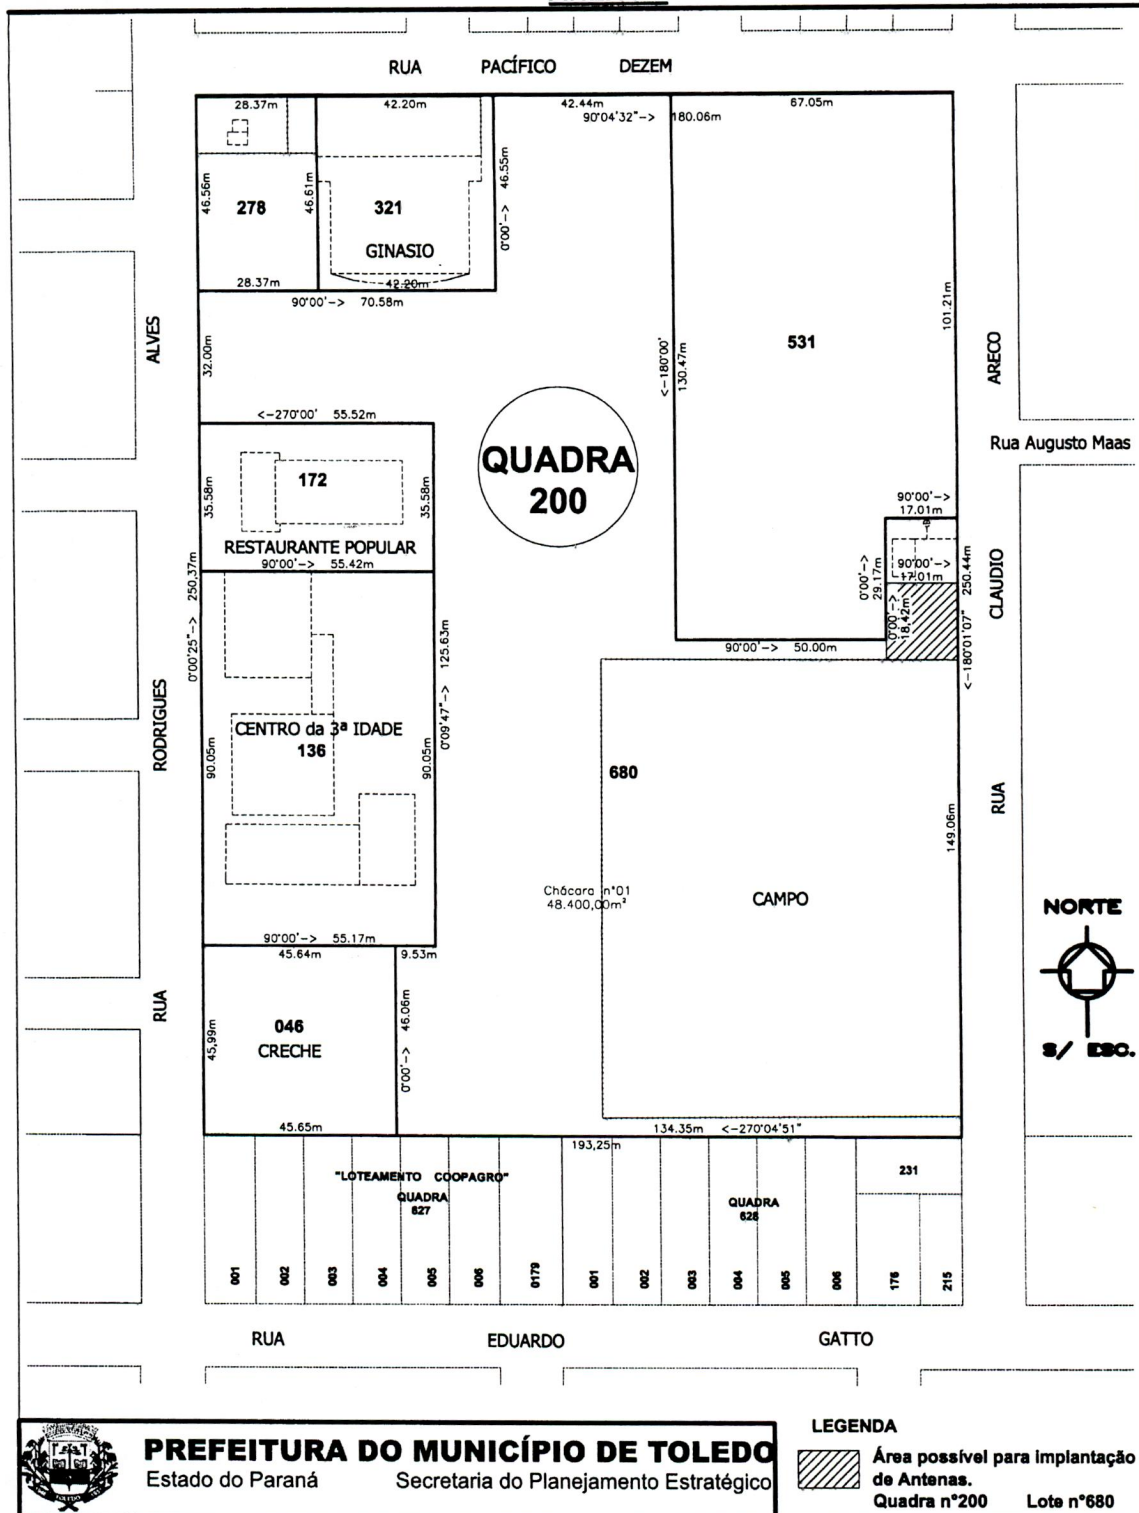 RUA PACÍFICO DEZEM
28.37m 42.20m 42.44m 67.05m
90°04'32"-> 180.06m
46.56m
278
46.61m
321
GINASIO
0°00'-> 46.55m
28.37m 42.20m
90°00'-> 70.58m
ALVES
32.00m
<-180°00'
130.47m
531
101.21m
ARECO
<-270°00' 55.52m
Rua Augusto Maas
QUADRA
200
35.58m
172
35.58m
RESTAURANTE POPULAR
90°00'-> 55.42m
90°00'->
17.01m
0°00'->
29.17m
90°00'->
17.01m
0°00'->
18,42m
0°00'25"-> 250,37m
<-180°01'07" 250.44m
CLAUDIO
90°00'-> 50.00m
0°09'47"-> 125.63m
RODRIGUES
CENTRO da 3ª IDADE
136
90.05m
90.05m
680
RUA
149.06m
Chácara n°01
48.400,00m²
CAMPO
NORTE
S/ ESC.
90°00'-> 55.17m
45.64m 9.53m
RUA
45,99m
046
CRECHE
0°00'-> 46.06m
45.65m
134.35m <-270°04'51"
193,25m
"LOTEAMENTO COOPAGRO"
QUADRA
627
QUADRA
628
231
001 002 003 004 005 006 0179 001 002 003 004 005 006 176 215
RUA EDUARDO GATTO
LEGENDA
Área possível para implantação
de Antenas.
Quadra n°200 Lote n°680
PREFEITURA DO MUNICÍPIO DE TOLEDO
Estado do Paraná Secretaria do Planejamento Estratégico
TOLEDO